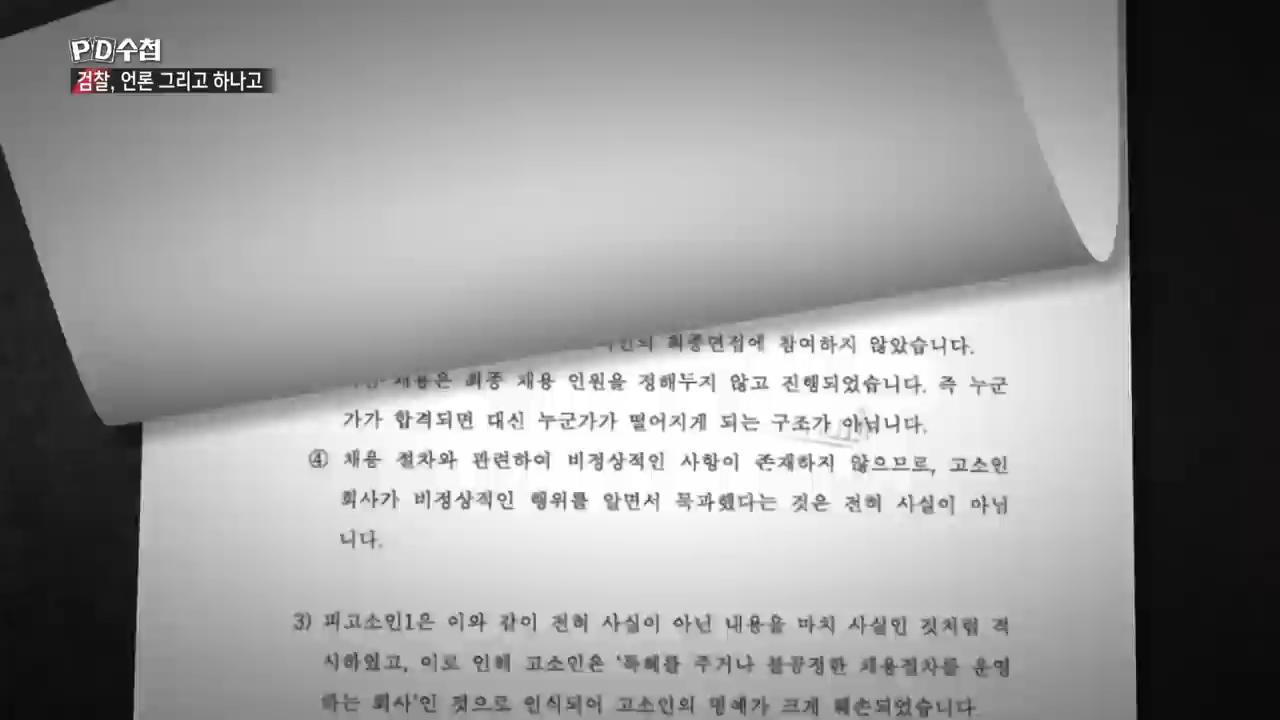 PD수첩
검찰, 언론 그리고 하나고
최종면접에 참여하지 않았습니다.
채용은 최종 채용 인원을 정해두지 않고 진행되었습니다. 즉 누군
가가 합격되면 대신 누군가가 떨어지게 되는 구조가 아닙니다.
④ 채용 절차와 관련하여 비정상적인 사항이 존재하지 않으므로, 고소인
회사가 비정상적인 행위를 알면서 묵과했다는 것은 전혀 사실이 아닙
니다.
3) 피고소인1은 이와 같이 전혀 사실이 아닌 내용을 마치 사실인 것처럼 적
시하였고, 이로 인해 고소인은 '특혜를 주거나 불공정한 채용절차를 운영
하는 회사'인 것으로 인식되어 고소인의 명예가 크게 훼손되었습니다.